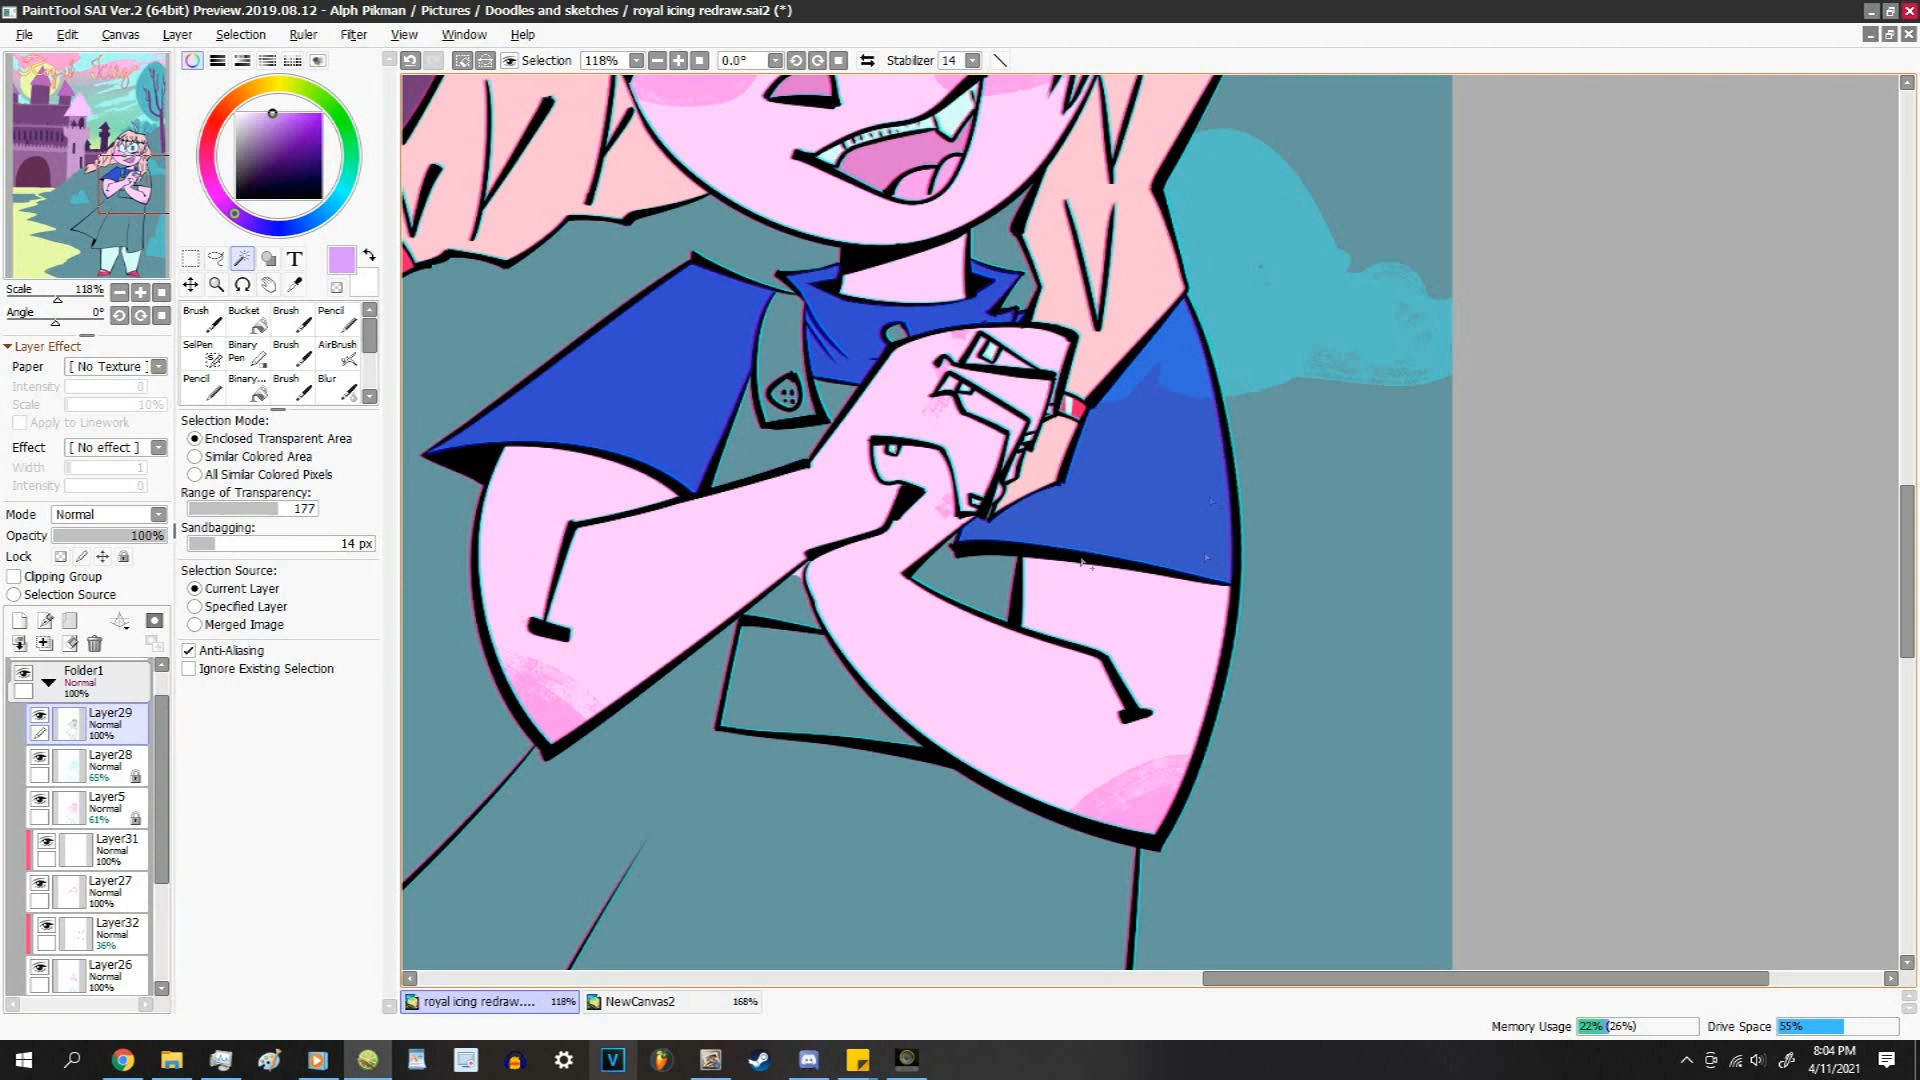 PaintTool SAI Ver.2 (64bit) Preview.2019.08.12 - Alph Pikman / Pictures / Doodles and sketches / royal icing redraw.sai2 (*)
File Edit Canvas Layer Selection Ruler Filter View Window Help
Selection 118% 0.0° Stabilizer 14
Scale 118%
Angle 0°
Layer Effect
Paper [ No Texture ]
Intensity 0
Scale 10%
Apply to Linework
Effect [ No effect ]
Width 1
Intensity 0
Mode Normal
Opacity 100%
Lock
Clipping Group
Selection Source
Folder1
Normal
100%
Layer29
Normal
100%
Layer28
Normal
65%
Layer5
Normal
61%
Layer31
Normal
100%
Layer27
Normal
100%
Layer32
Normal
36%
Layer26
Normal
100%
T
Brush Bucket Brush Pencil
SelPen Binary Pen Brush AirBrush
Pencil Binary... Brush Blur
Selection Mode:
Enclosed Transparent Area
Similar Colored Area
All Similar Colored Pixels
Range of Transparency:
177
Sandbagging:
14 px
Selection Source:
Current Layer
Specified Layer
Merged Image
Anti-Aliasing
Ignore Existing Selection
royal icing redraw.... 118% NewCanvas2 168%
Memory Usage 22% (26%) Drive Space 55%
V
8:04 PM
4/11/2021